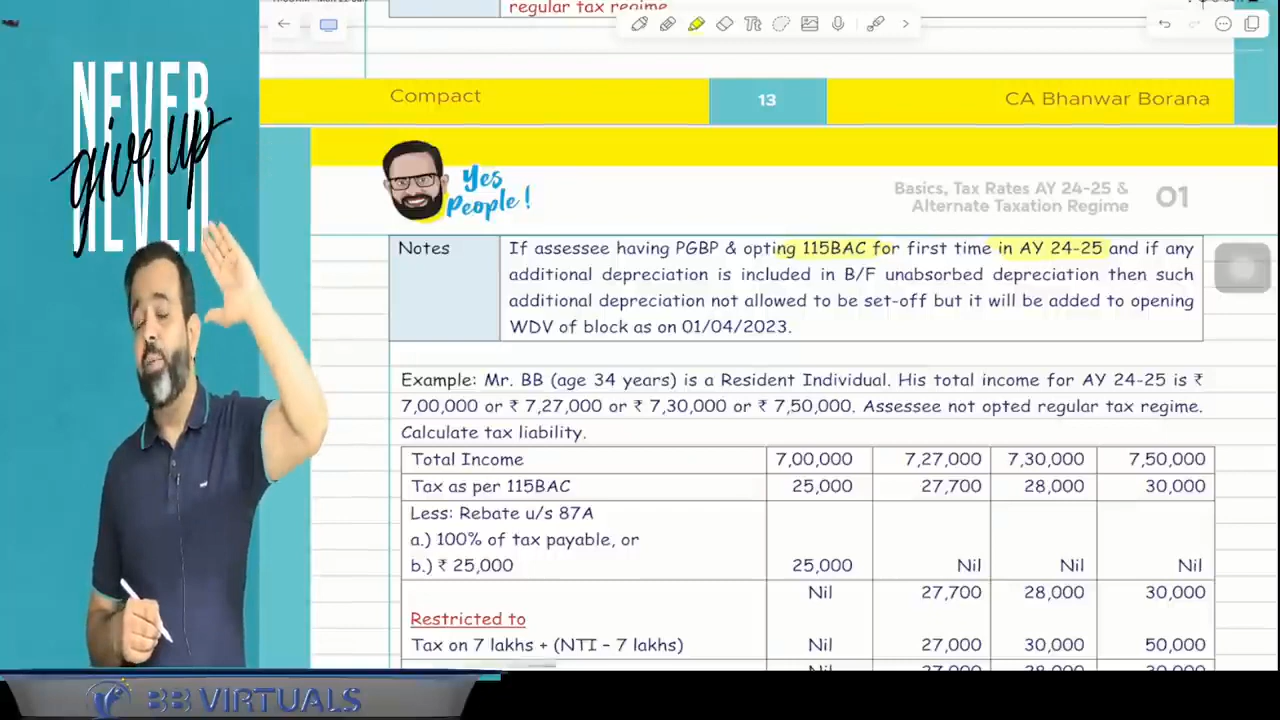 regular tax regime
NEVER
give up
NEVER
Compact
13
CA Bhanwar Borana
Yes
People!
Basics, Tax Rates AY 24-25 &
Alternate Taxation Regime
01
Notes
If assessee having PGBP & opting 115BAC for first time in AY 24-25 and if any
additional depreciation is included in B/F unabsorbed depreciation then such
additional depreciation not allowed to be set-off but it will be added to opening
WDV of block as on 01/04/2023.
Example: Mr. BB (age 34 years) is a Resident Individual. His total income for AY 24-25 is ₹
7,00,000 or ₹ 7,27,000 or ₹ 7,30,000 or ₹ 7,50,000. Assessee not opted regular tax regime.
Calculate tax liability.
Total Income 7,00,000 7,27,000 7,30,000 7,50,000
Tax as per 115BAC 25,000 27,700 28,000 30,000
Less: Rebate u/s 87A
a.) 100% of tax payable, or
b.) ₹ 25,000 25,000 Nil Nil Nil
Nil 27,700 28,000 30,000
Restricted to
Tax on 7 lakhs + (NTI - 7 lakhs) Nil 27,000 30,000 50,000
Nil 27,000 28,000 30,000
BB VIRTUALS